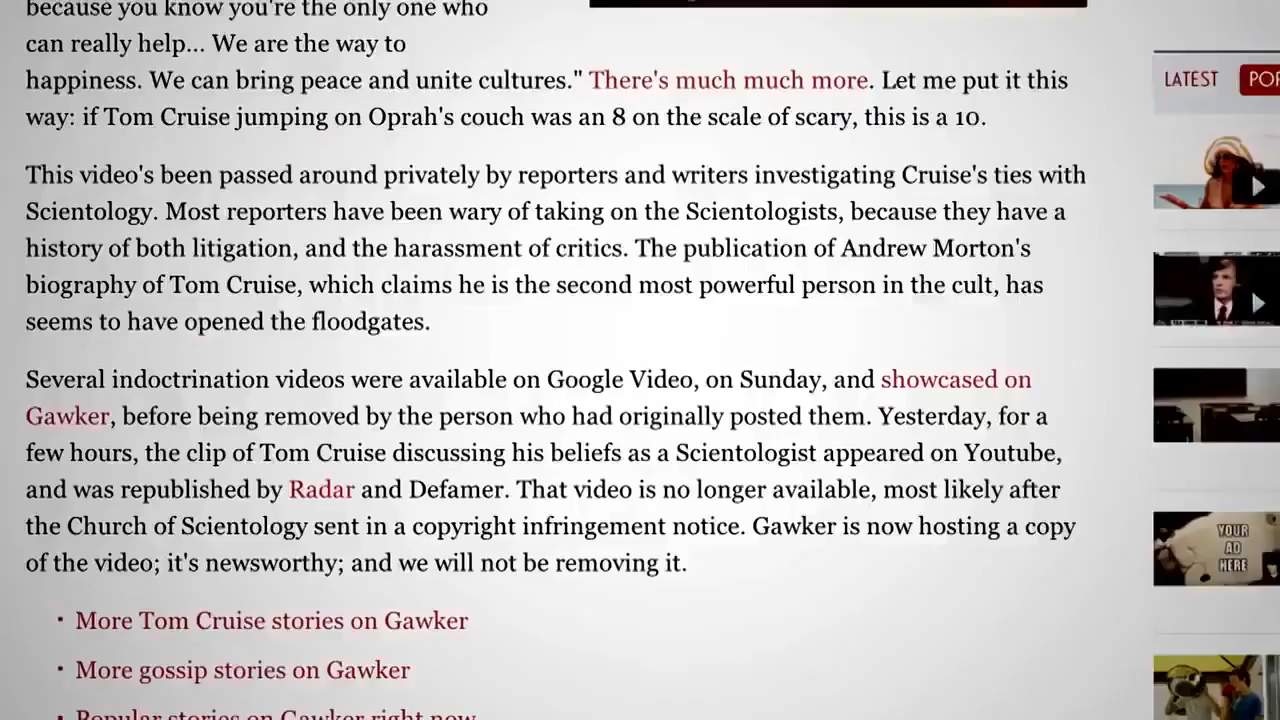 because you know you're the only one who
can really help... We are the way to
happiness. We can bring peace and unite cultures." There's much much more. Let me put it this
way: if Tom Cruise jumping on Oprah's couch was an 8 on the scale of scary, this is a 10.
This video's been passed around privately by reporters and writers investigating Cruise's ties with
Scientology. Most reporters have been wary of taking on the Scientologists, because they have a
history of both litigation, and the harassment of critics. The publication of Andrew Morton's
biography of Tom Cruise, which claims he is the second most powerful person in the cult, has
seems to have opened the floodgates.
Several indoctrination videos were available on Google Video, on Sunday, and showcased on
Gawker, before being removed by the person who had originally posted them. Yesterday, for a
few hours, the clip of Tom Cruise discussing his beliefs as a Scientologist appeared on Youtube,
and was republished by Radar and Defamer. That video is no longer available, most likely after
the Church of Scientology sent in a copyright infringement notice. Gawker is now hosting a copy
of the video; it's newsworthy; and we will not be removing it.
· More Tom Cruise stories on Gawker
· More gossip stories on Gawker
· Popular stories on Gawker right now
LATEST
POP
YOUR
AD
HERE